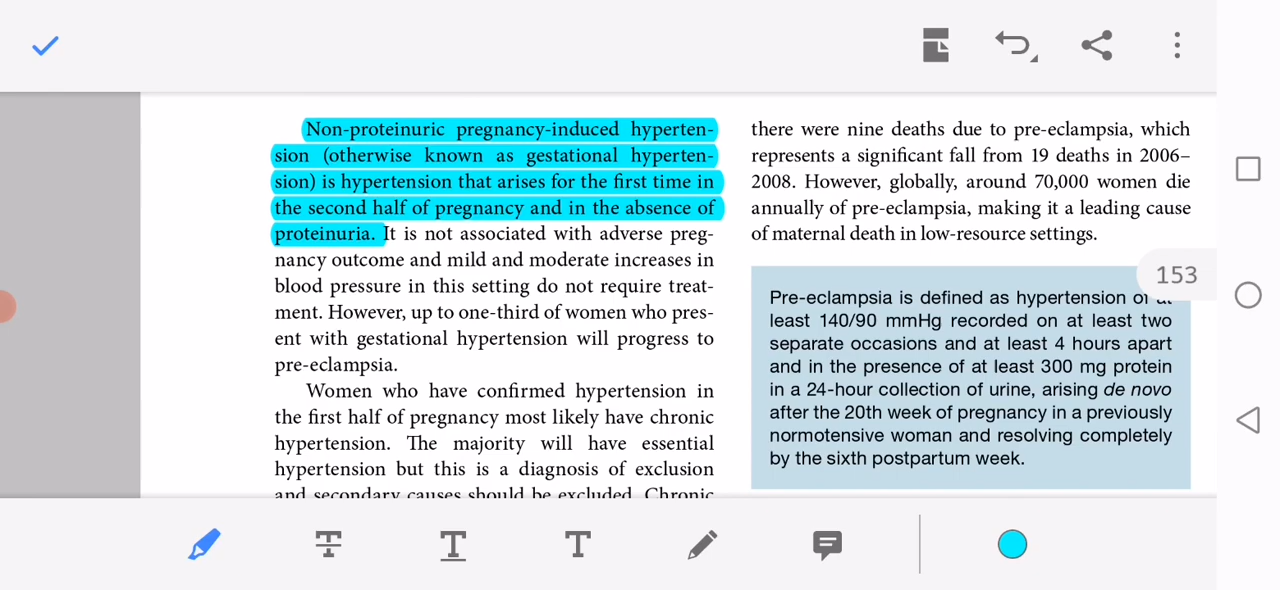 Non-proteinuric pregnancy-induced hyperten-
sion (otherwise known as gestational hyperten-
sion) is hypertension that arises for the first time in
the second half of pregnancy and in the absence of
proteinuria. It is not associated with adverse preg-
nancy outcome and mild and moderate increases in
blood pressure in this setting do not require treat-
ment. However, up to one-third of women who pres-
ent with gestational hypertension will progress to
pre-eclampsia.
Women who have confirmed hypertension in
the first half of pregnancy most likely have chronic
hypertension. The majority will have essential
hypertension but this is a diagnosis of exclusion
and secondary causes should be excluded. Chronic
there were nine deaths due to pre-eclampsia, which
represents a significant fall from 19 deaths in 2006–
2008. However, globally, around 70,000 women die
annually of pre-eclampsia, making it a leading cause
of maternal death in low-resource settings.
153
Pre-eclampsia is defined as hypertension of at
least 140/90 mmHg recorded on at least two
separate occasions and at least 4 hours apart
and in the presence of at least 300 mg protein
in a 24-hour collection of urine, arising de novo
after the 20th week of pregnancy in a previously
normotensive woman and resolving completely
by the sixth postpartum week.
T
T
T